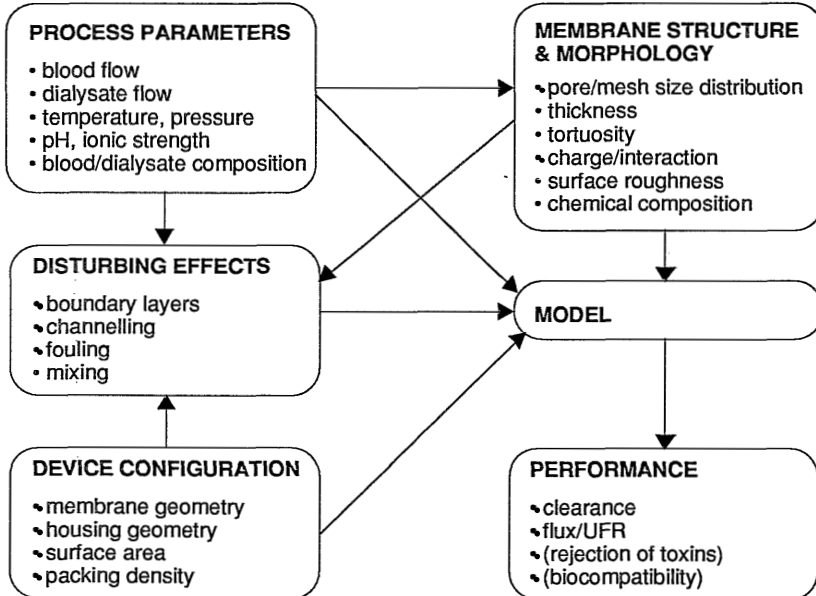 PROCESS PARAMETERS
• blood flow
• dialysate flow
• temperature, pressure
• pH, ionic strength
• blood/dialysate composition
MEMBRANE STRUCTURE
& MORPHOLOGY
• pore/mesh size distribution
• thickness
• tortuosity
• charge/interaction
• surface roughness
• chemical composition
DISTURBING EFFECTS
• boundary layers
• channelling
• fouling
• mixing
MODEL
DEVICE CONFIGURATION
• membrane geometry
• housing geometry
• surface area
• packing density
PERFORMANCE
• clearance
• flux/UFR
• (rejection of toxins)
• (biocompatibility)